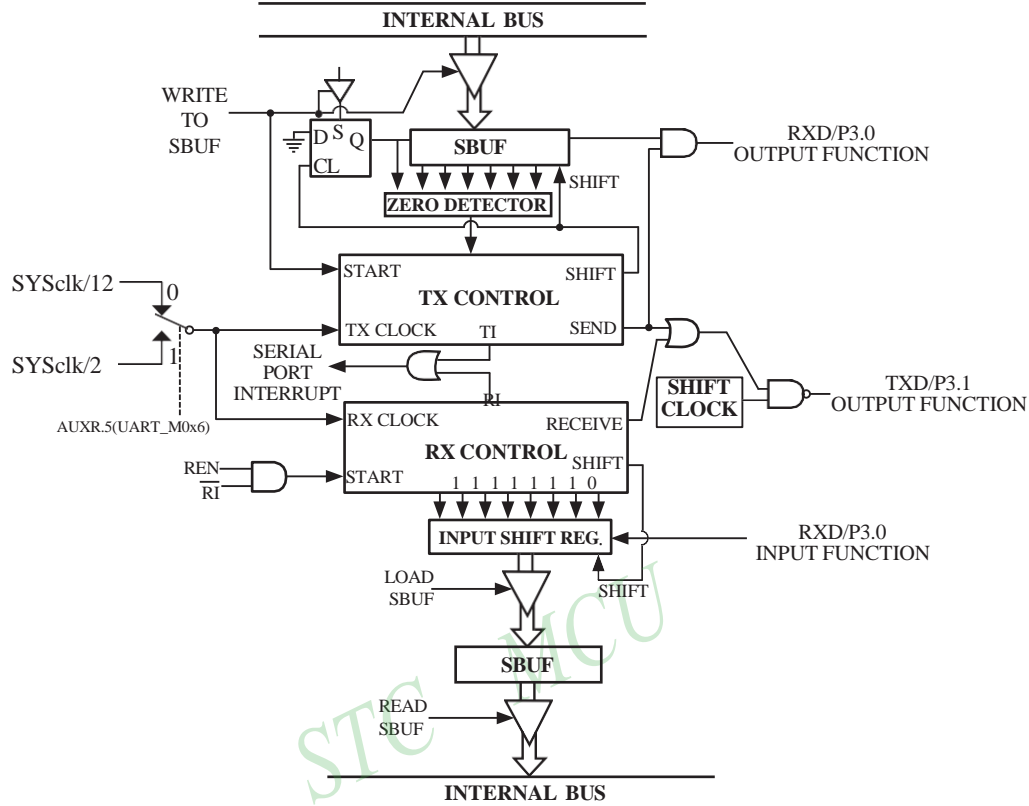 INTERNAL BUS
WRITE
TO
SBUF
D S Q
CL
SBUF
SHIFT
RXD/P3.0
OUTPUT FUNCTION
ZERO DETECTOR
START
SHIFT
TX CONTROL
TX CLOCK
TI
SEND
SYSclk/12
0
1
SYSclk/2
AUXR.5(UART_M0x6)
SERIAL
PORT
INTERRUPT
SHIFT
CLOCK
TXD/P3.1
OUTPUT FUNCTION
RI
RX CLOCK
RECEIVE
RX CONTROL
SHIFT
START
1 1 1 1 1 1 1 0
REN
RI
INPUT SHIFT REG.
RXD/P3.0
INPUT FUNCTION
LOAD
SBUF
SHIFT
SBUF
READ
SBUF
INTERNAL BUS
STC MCU